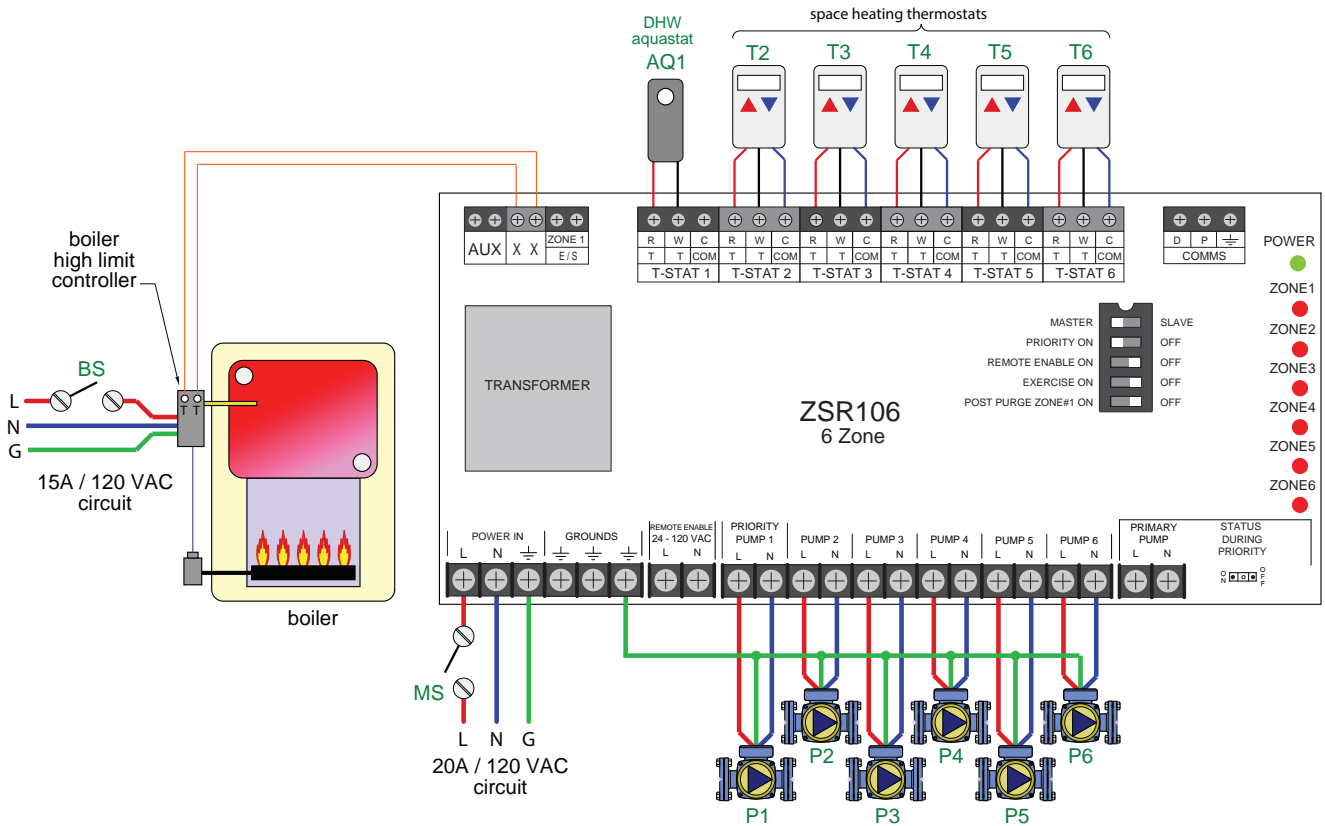 space heating thermostats
DHW
aquastat
AQ1
T2 T3 T4 T5 T6
boiler
high limit
controller
AUX X X ZONE 1
E / S
R W C R W C R W C R W C R W C R W C
T T COM T T COM T T COM T T COM T T COM T T COM
T-STAT 1 T-STAT 2 T-STAT 3 T-STAT 4 T-STAT 5 T-STAT 6
D P
COMMS
POWER
ZONE1
ZONE2
ZONE3
ZONE4
ZONE5
ZONE6
MASTER SLAVE
PRIORITY ON OFF
REMOTE ENABLE ON OFF
EXERCISE ON OFF
POST PURGE ZONE#1 ON OFF
TRANSFORMER
ZSR106
6 Zone
BS
L
N
G
T T
15A / 120 VAC
circuit
boiler
POWER IN
L N
GROUNDS
REMOTE ENABLE
24 - 120 VAC
L N
PRIORITY
PUMP 1
L N
PUMP 2
L N
PUMP 3
L N
PUMP 4
L N
PUMP 5
L N
PUMP 6
L N
PRIMARY
PUMP
L N
STATUS
DURING
PRIORITY
ON OFF
MS
L N G
20A / 120 VAC
circuit
P1 P2 P3 P4 P5 P6